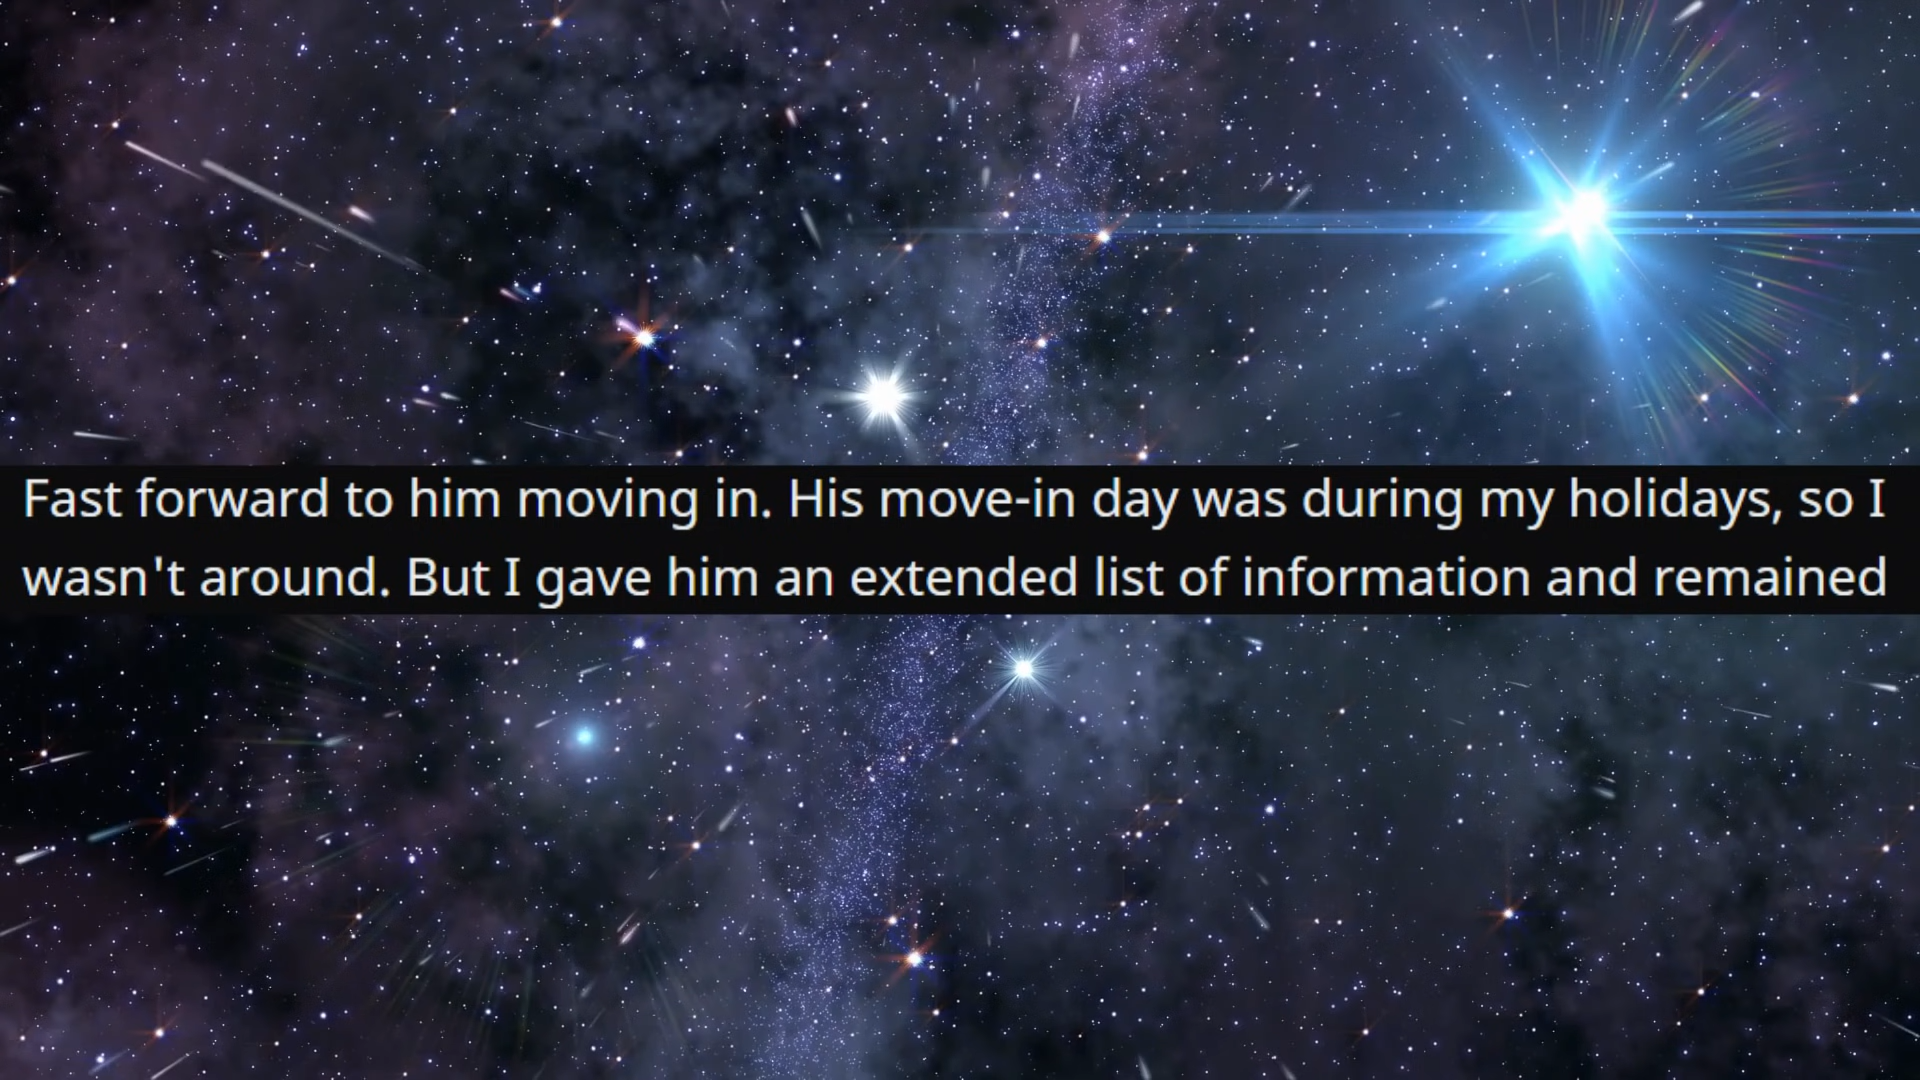 Fast forward to him moving in. His move-in day was during my holidays, so I
wasn't around. But I gave him an extended list of information and remained